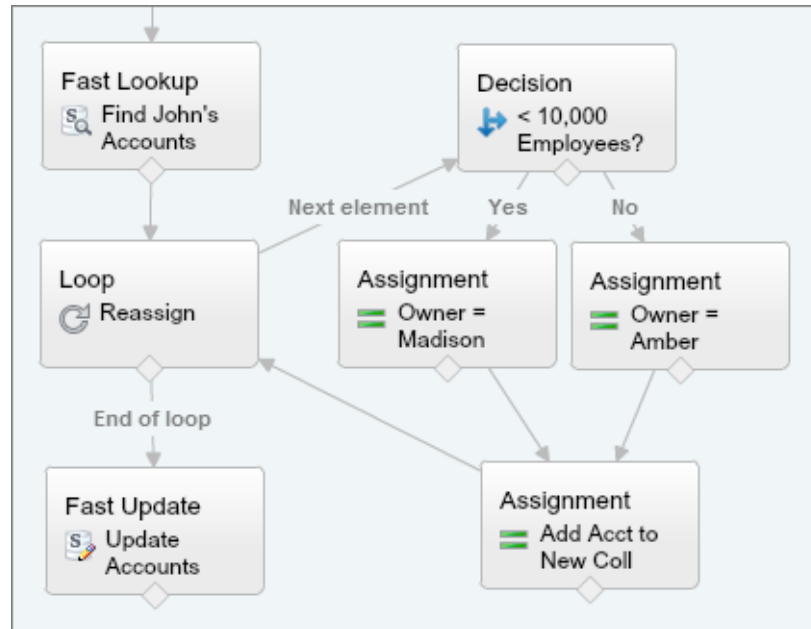 Fast Lookup
Find John's
Accounts
Decision
< 10,000
Employees?
Next element
Yes
No
Loop
Reassign
Assignment
Owner =
Madison
Assignment
Owner =
Amber
End of loop
Fast Update
Update
Accounts
Assignment
Add Acct to
New Coll